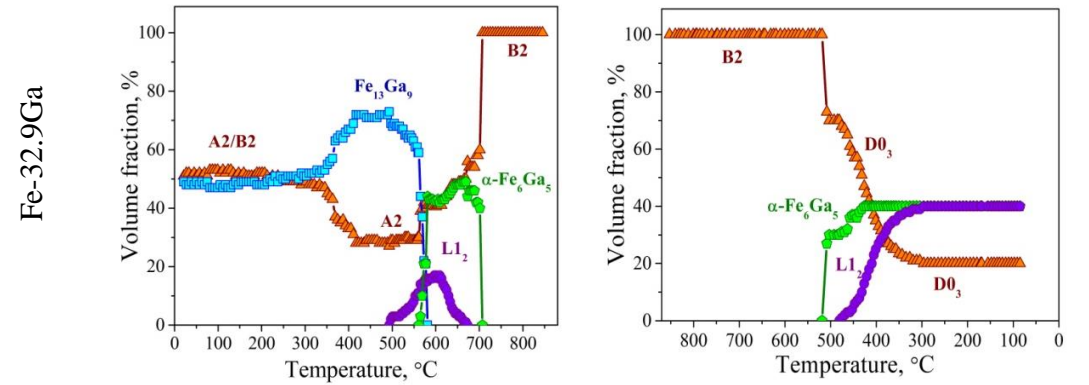 Fe-32.9Ga
Volume fraction, %
100
80
60
40
20
0
0 100 200 300 400 500 600 700 800
Temperature, °C
A2/B2
Fe₁₃Ga₉
B2
α-Fe₆Ga₅
A2
L1₂
Volume fraction, %
100
80
60
40
20
0
800 700 600 500 400 300 200 100 0
Temperature, °C
B2
D0₃
α-Fe₆Ga₅
L1₂
D0₃